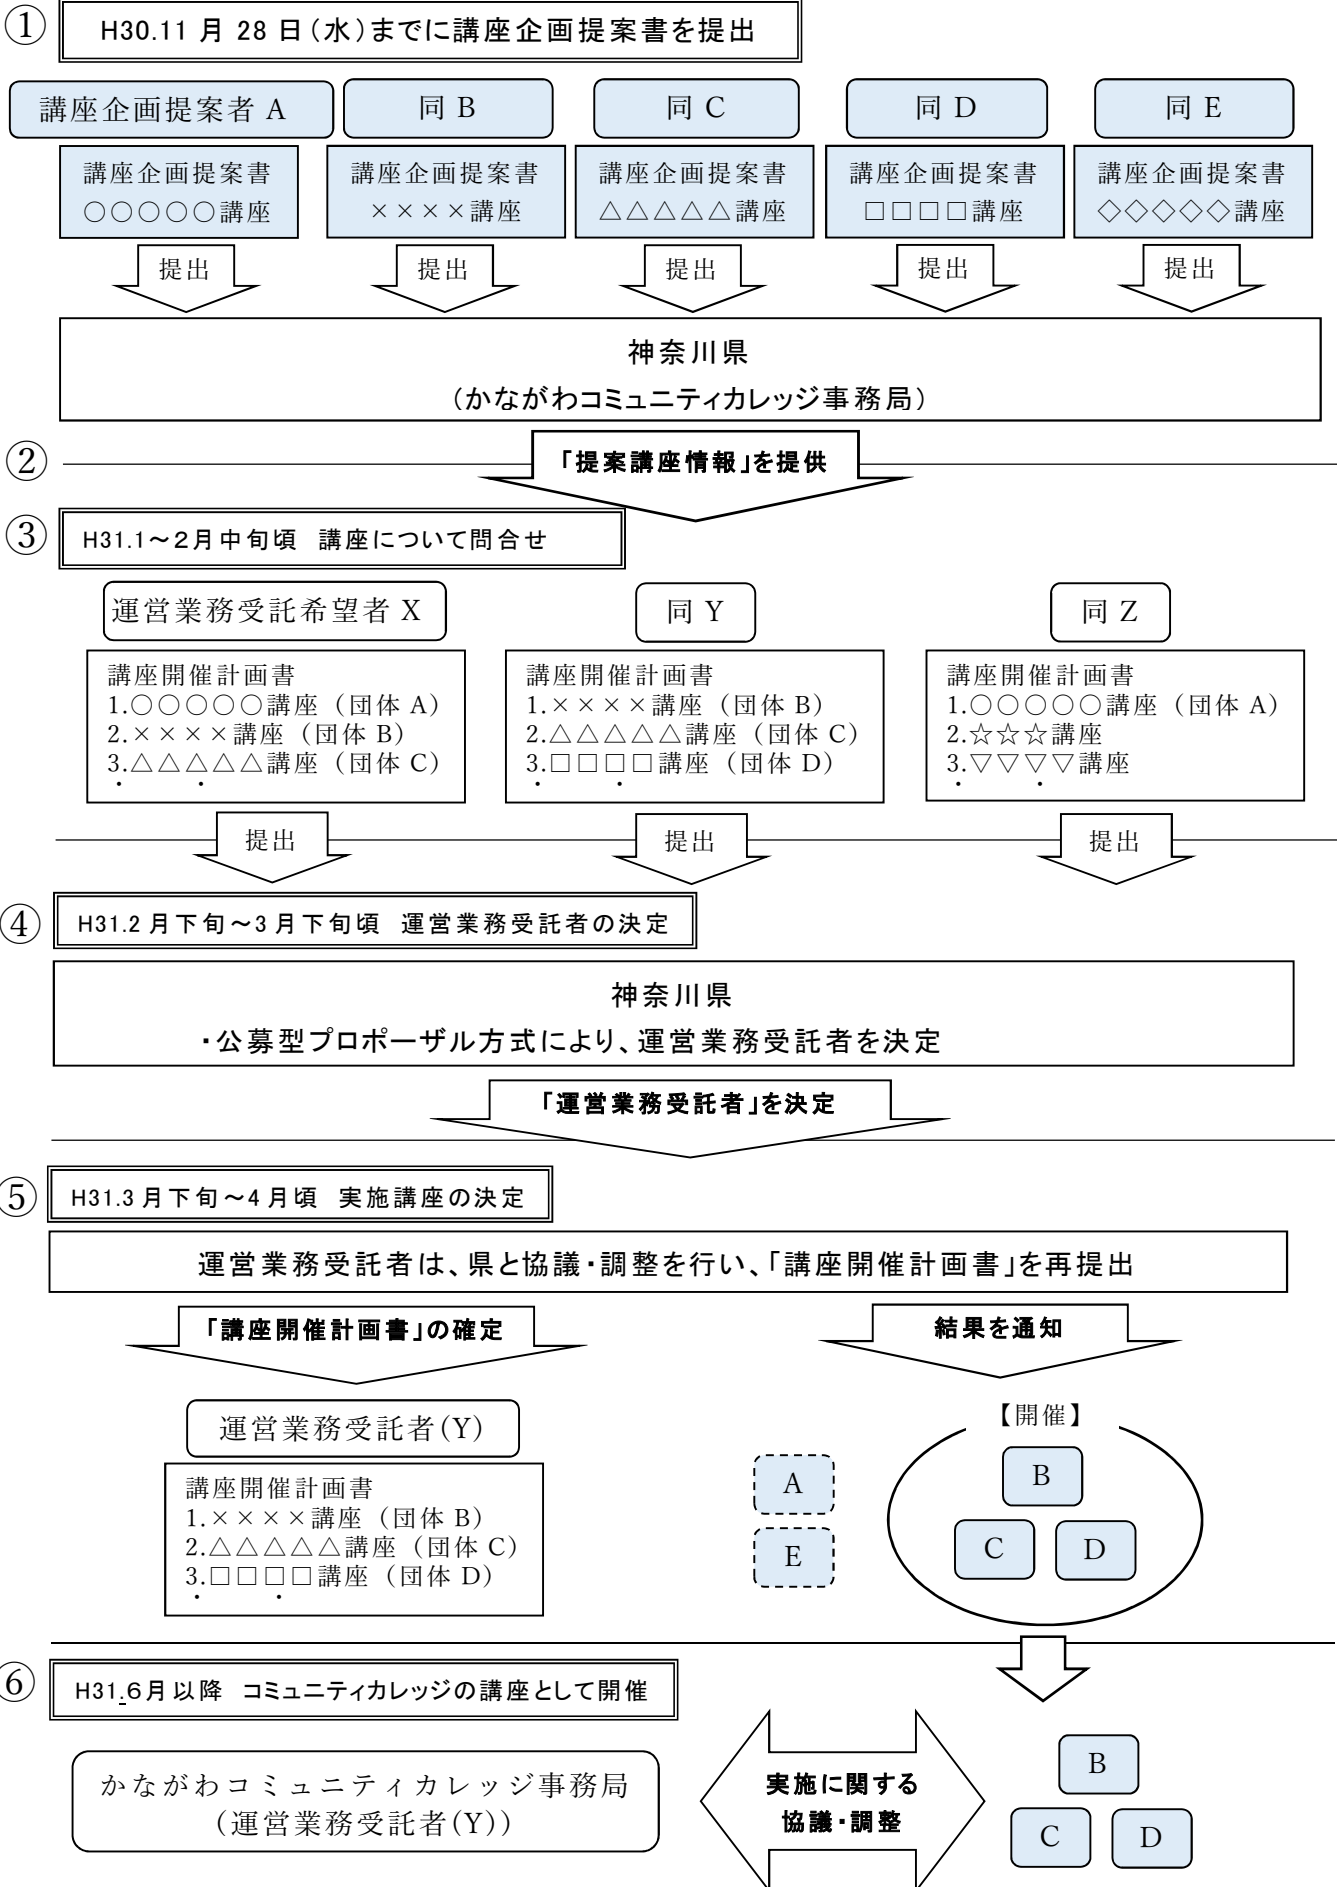 ①
H30.11 月 28 日（水）までに講座企画提案書を提出
講座企画提案者 A
同 B
同 C
同 D
同 E
講座企画提案書
○○○○○講座
講座企画提案書
××××講座
講座企画提案書
△△△△△講座
講座企画提案書
□□□□講座
講座企画提案書
◇◇◇◇◇講座
提出
提出
提出
提出
提出
神奈川県
（かながわコミュニティカレッジ事務局）
②
「提案講座情報」を提供
③
H31.1～2月中旬頃　講座について問合せ
運営業務受託希望者 X
同 Y
同 Z
講座開催計画書
1.○○○○○講座（団体 A）
2.××××講座（団体 B）
3.△△△△△講座（団体 C）
・　　・
講座開催計画書
1.××××講座（団体 B）
2.△△△△△講座（団体 C）
3.□□□□講座（団体 D）
・　　・
講座開催計画書
1.○○○○○講座（団体 A）
2.☆☆☆講座
3.▽▽▽▽講座
・　　・
提出
提出
提出
④
H31.2 月下旬～3 月下旬頃　運営業務受託者の決定
神奈川県
・公募型プロポーザル方式により、運営業務受託者を決定
「運営業務受託者」を決定
⑤
H31.3 月下旬～4 月頃　実施講座の決定
運営業務受託者は、県と協議・調整を行い、「講座開催計画書」を再提出
「講座開催計画書」の確定
結果を通知
運営業務受託者(Y)
講座開催計画書
1.××××講座（団体 B）
2.△△△△△講座（団体 C）
3.□□□□講座（団体 D）
・　　・
A
E
【開催】
B
C
D
⑥
H31.6月以降　コミュニティカレッジの講座として開催
かながわコミュニティカレッジ事務局
(運営業務受託者(Y))
実施に関する
協議・調整
B
C
D